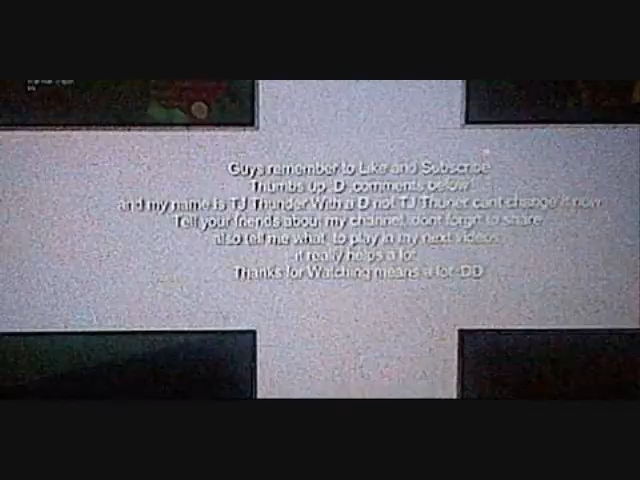 Guys remember to Like and Subscribe
Thumbs up :D ,comments below!
and my name is TJ Thunder With a D not TJ Thuner cant change it now
Tell your friends about my channel, dont forgrt to share
also tell me what, to play in my next videos
it really helps a lot
Thanks for Watching means a lot :DD